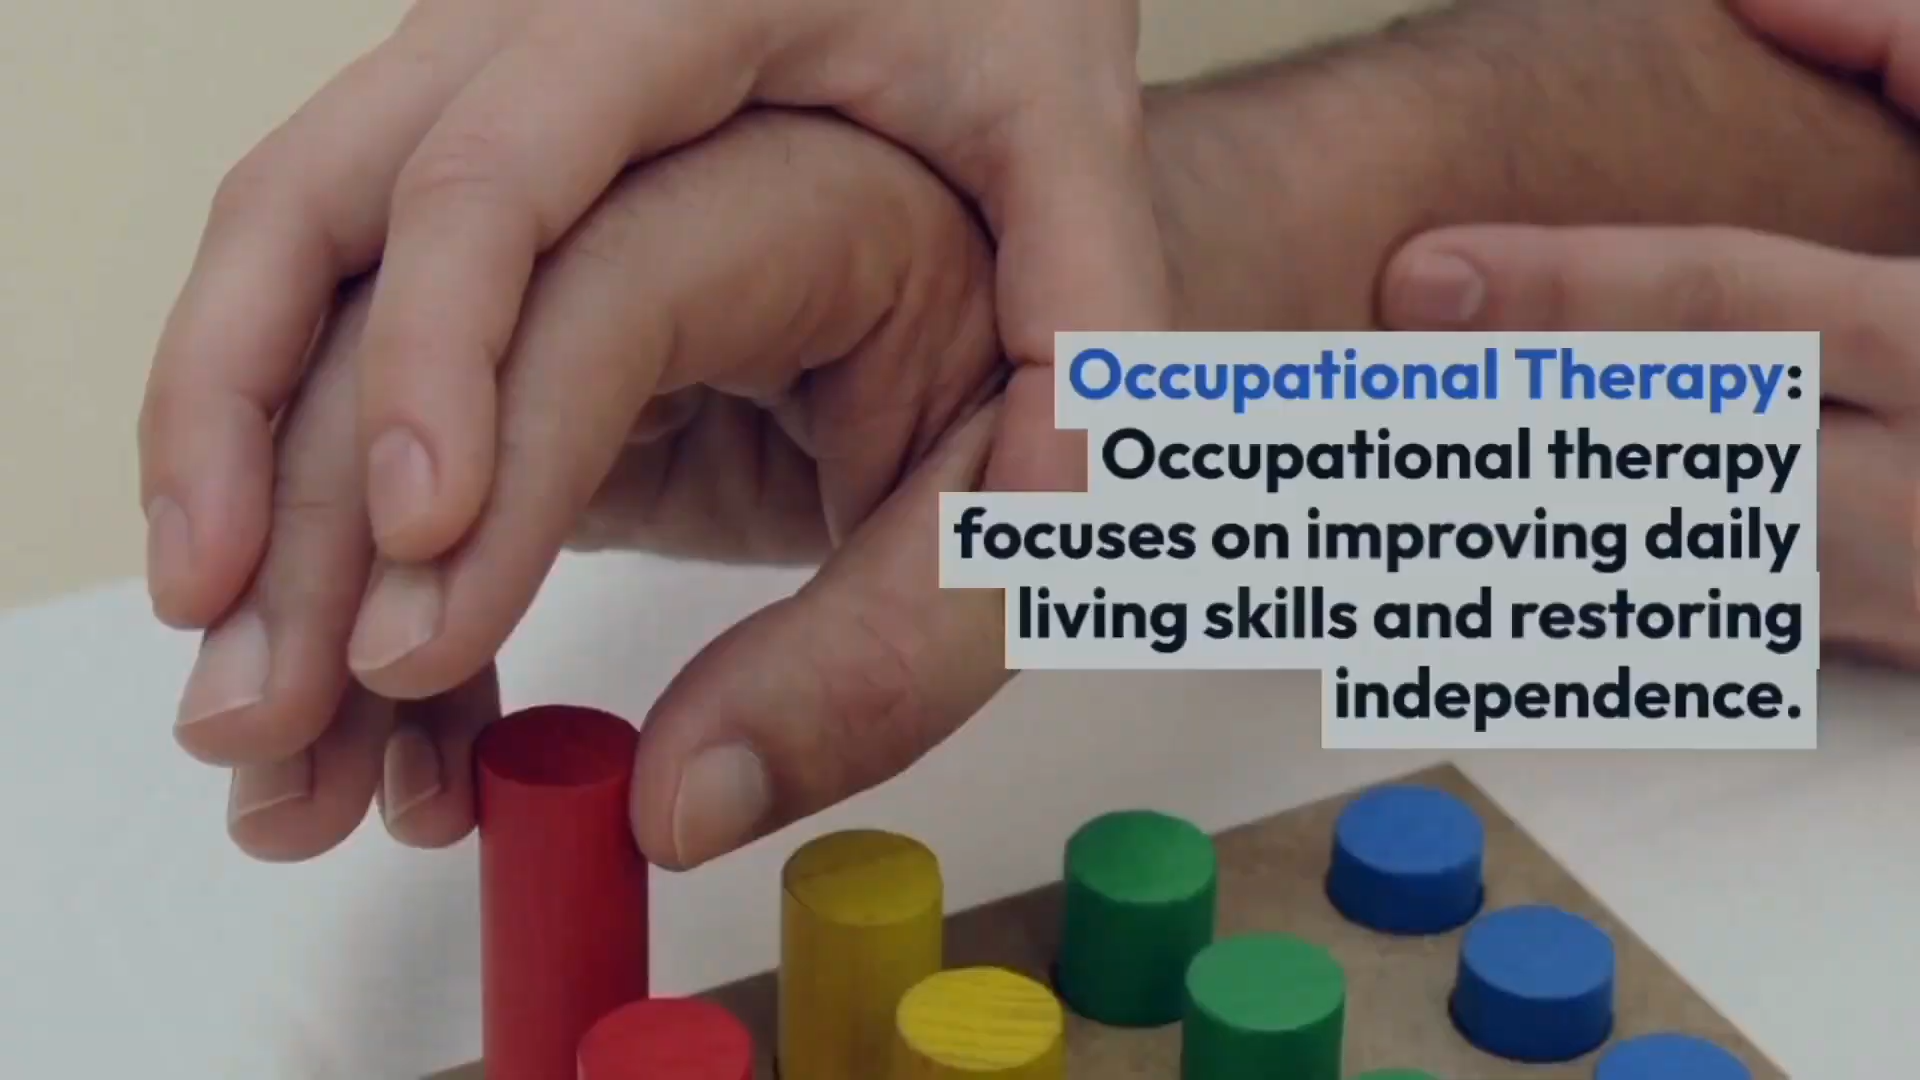 Occupational Therapy:
Occupational therapy
focuses on improving daily
living skills and restoring
independence.